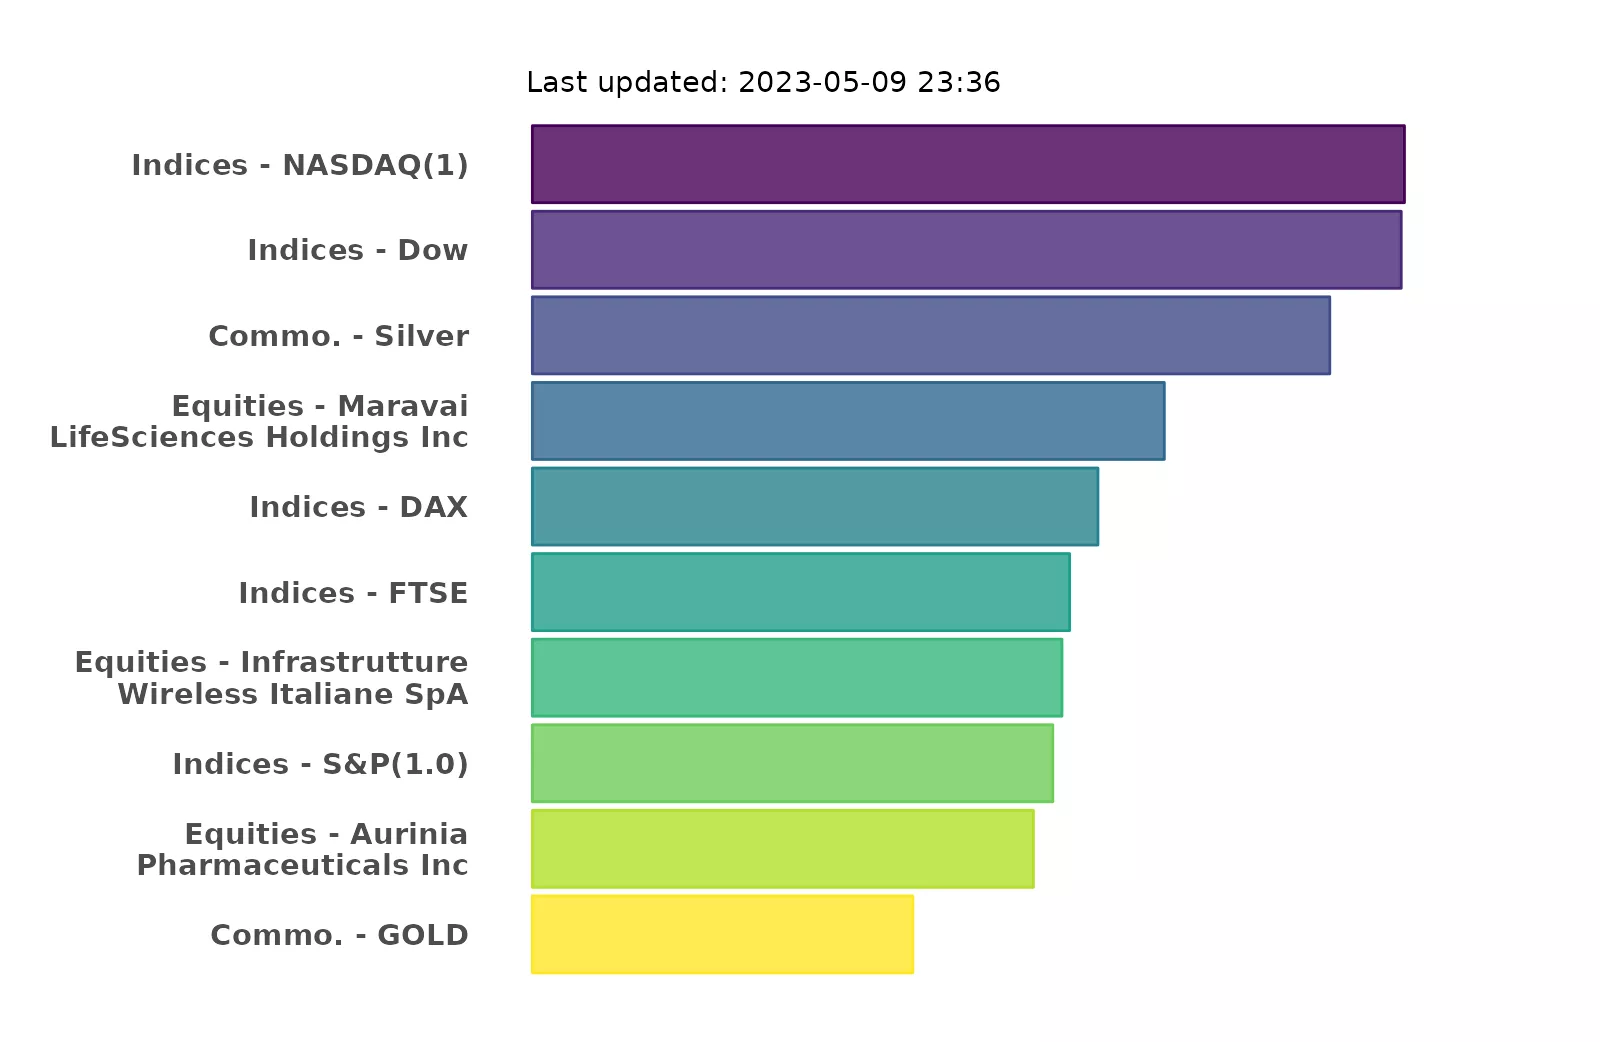 Last updated: 2023-05-09 23:36
Indices - NASDAQ(1)
Indices - Dow
Commo. - Silver
Equities - Maravai
LifeSciences Holdings Inc
Indices - DAX
Indices - FTSE
Equities - Infrastrutture
Wireless Italiane SpA
Indices - S&P(1.0)
Equities - Aurinia
Pharmaceuticals Inc
Commo. - GOLD